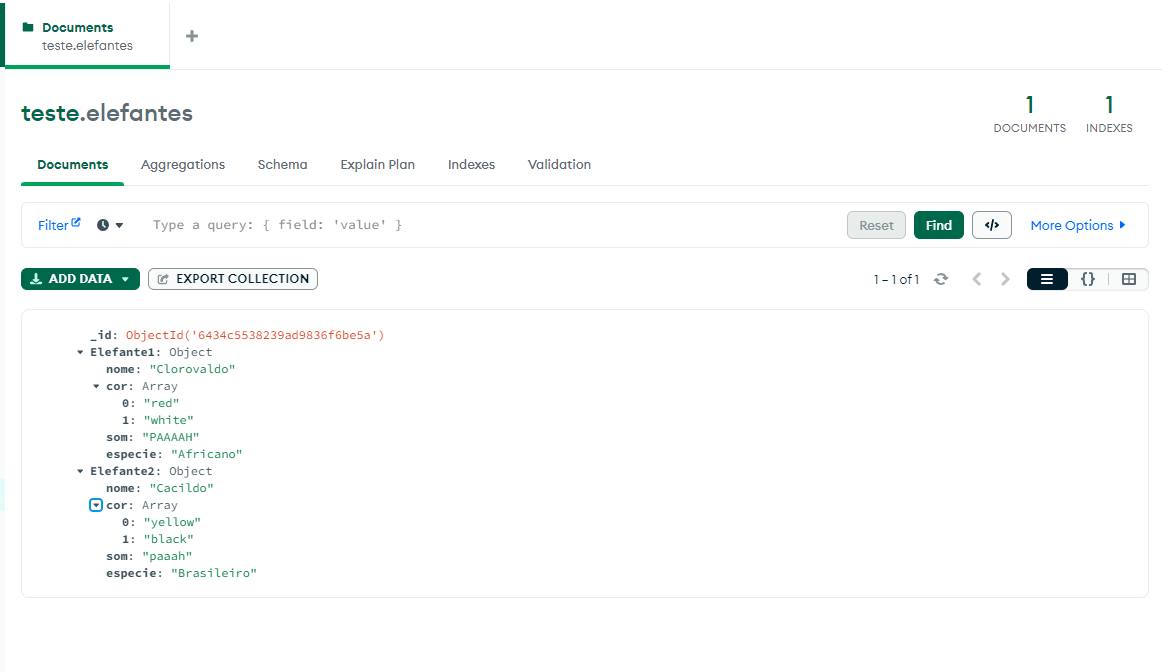 Documents
teste.elefantes
teste.elefantes
1 DOCUMENTS
1 INDEXES
Documents Aggregations Schema Explain Plan Indexes Validation
Filter Type a query: { field: 'value' } Reset Find </> More Options
ADD DATA EXPORT COLLECTION 1 – 1 of 1 {}
_id: ObjectId('6434c5538239ad9836f6be5a')
Elefante1: Object
nome: "Clorovaldo"
cor: Array
0: "red"
1: "white"
som: "PAAAAH"
especie: "Africano"
Elefante2: Object
nome: "Cacildo"
cor: Array
0: "yellow"
1: "black"
som: "paaah"
especie: "Brasileiro"